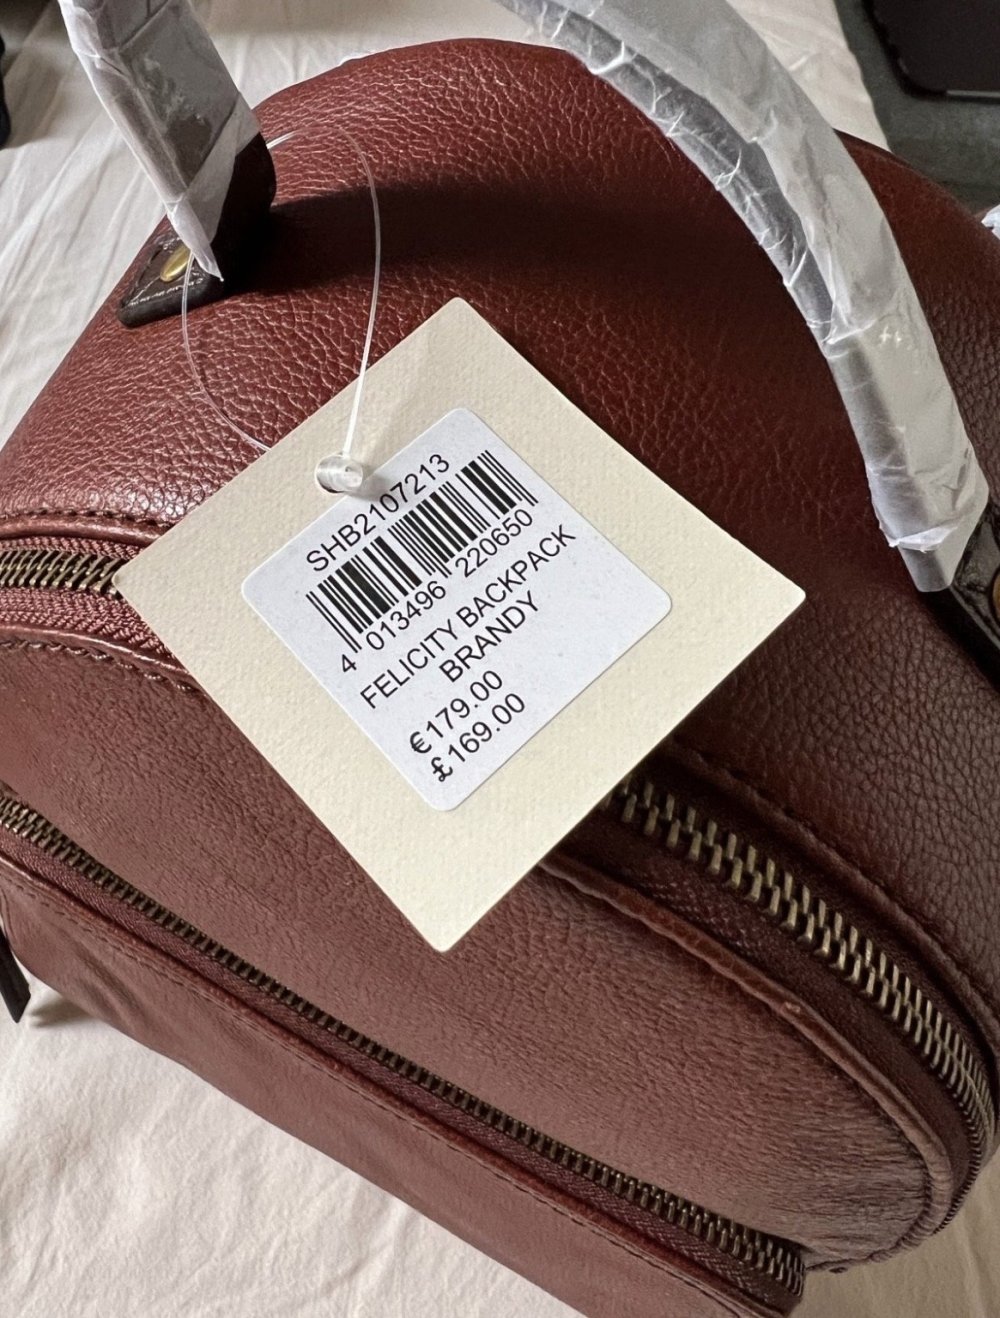 SHB2107213
4 013496 220650
FELICITY BACKPACK
BRANDY
€179.00
£169.00